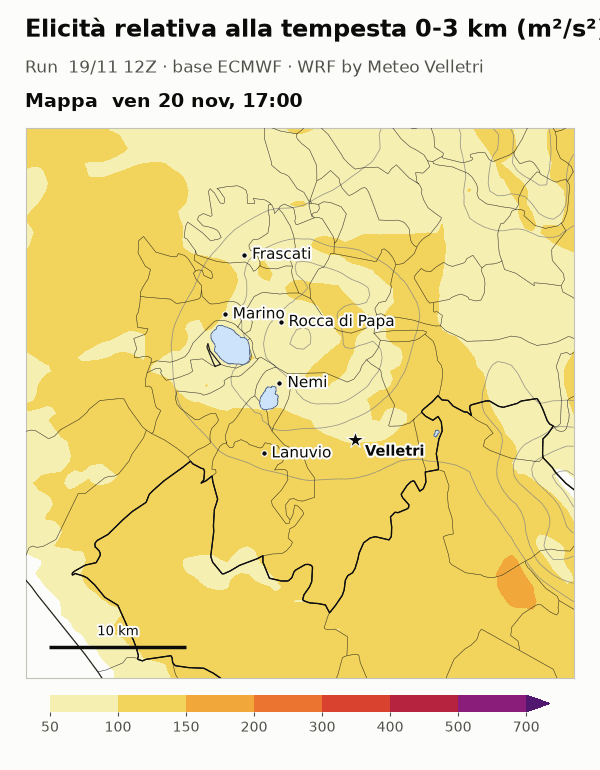 Elicità relativa alla tempesta 0-3 km (m²/s²)
Run 19/11 12Z · base ECMWF · WRF by Meteo Velletri
Mappa ven 20 nov, 17:00
Frascati
Marino
Rocca di Papa
Nemi
Velletri
Lanuvio
10 km
50 100 150 200 300 400 500 700